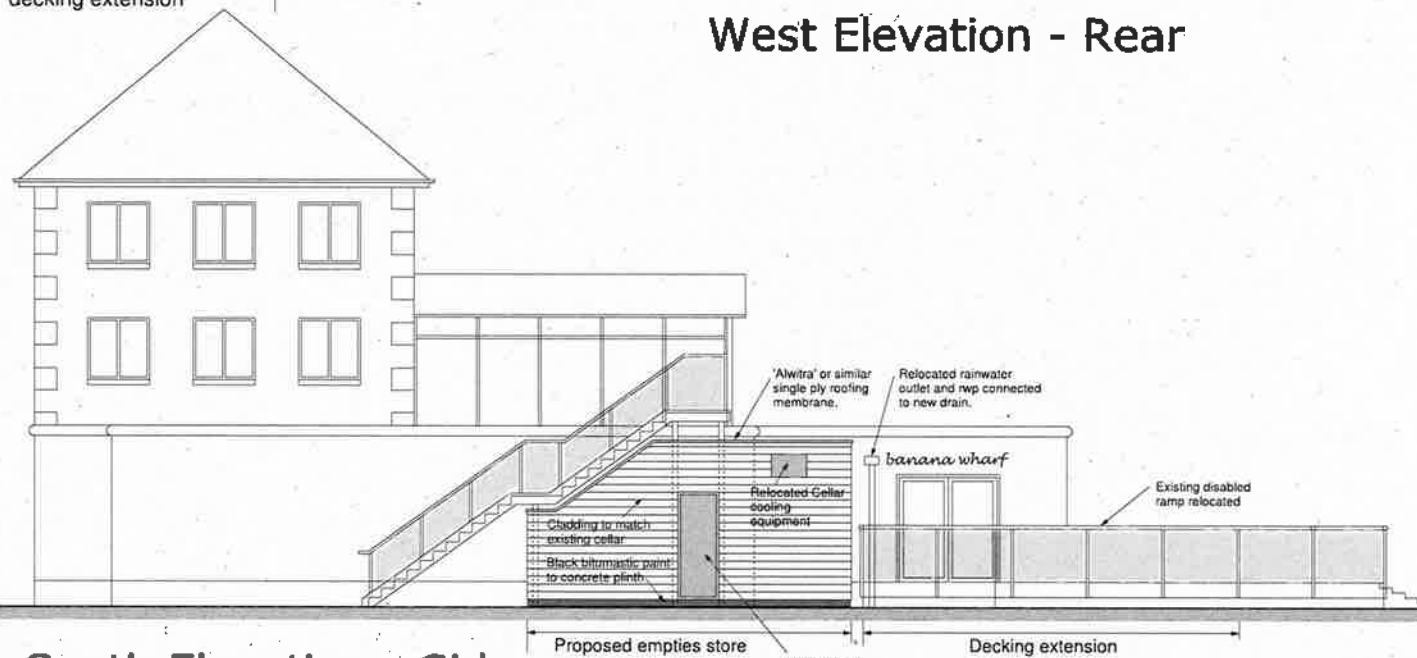 decking extension
West Elevation - Rear
'Alwitra' or similar
single ply roofing
membrane.
Relocated rainwater
outlet and rwp connected
to new drain.
banana wharf
Relocated Cellar
cooling
equipment
Existing disabled
ramp relocated
Cladding to match
existing cellar
Black bitumastic paint
to concrete plinth
Proposed empties store
Decking extension